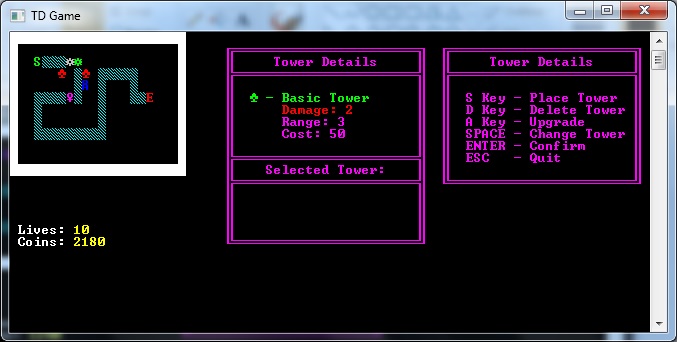 TD Game
S
E
Tower Details
♣ - Basic Tower
Damage: 2
Range: 3
Cost: 50
Selected Tower:
Tower Details
S Key - Place Tower
D Key - Delete Tower
A Key - Upgrade
SPACE - Change Tower
ENTER - Confirm
ESC - Quit
Lives: 10
Coins: 2180